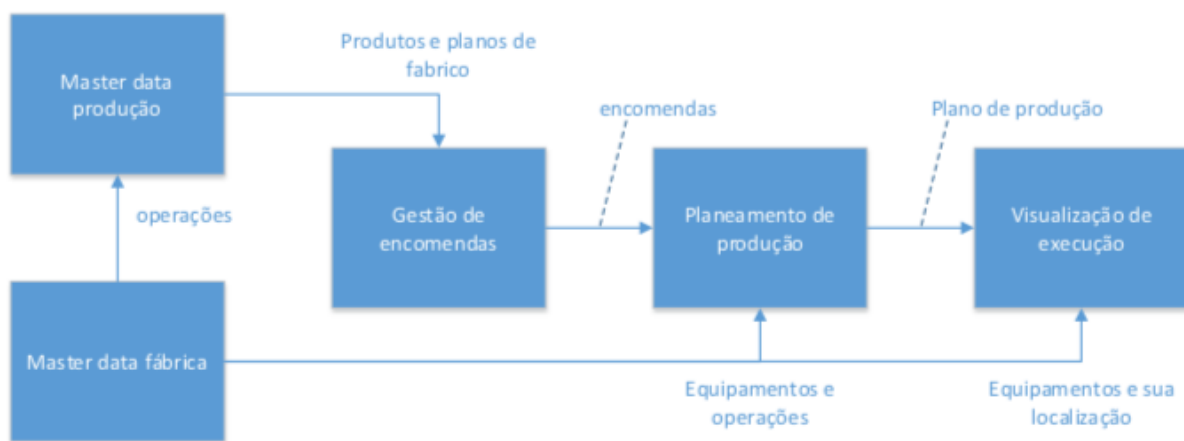 Produtos e planos de
fabrico
Master data
produção
encomendas
Plano de produção
operações
Gestão de
encomendas
Planeamento de
produção
Visualização de
execução
Master data fábrica
Equipamentos e
operações
Equipamentos e sua
localização